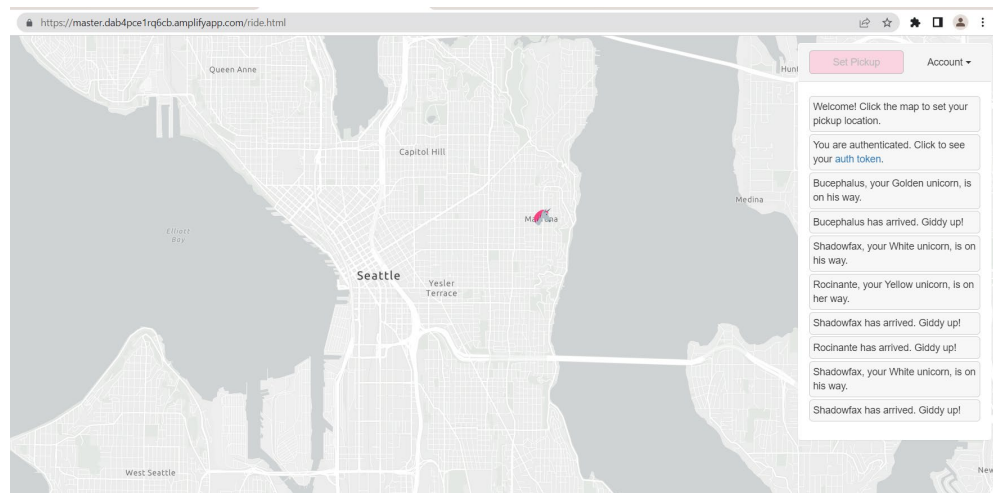 https://master.dab4pce1rq6cb.amplifyapp.com/ride.html
Queen Anne
Hunt
Set Pickup
Account
Welcome! Click the map to set your
pickup location.
You are authenticated. Click to see
your auth token.
Bucephalus, your Golden unicorn, is
on his way.
Bucephalus has arrived. Giddy up!
Shadowfax, your White unicorn, is on
his way.
Rocinante, your Yellow unicorn, is on
her way.
Shadowfax has arrived. Giddy up!
Rocinante has arrived. Giddy up!
Shadowfax, your White unicorn, is on
his way.
Shadowfax has arrived. Giddy up!
Capitol Hill
Medina
Elliott
Bay
Seattle
Yesler
Terrace
West Seattle
New